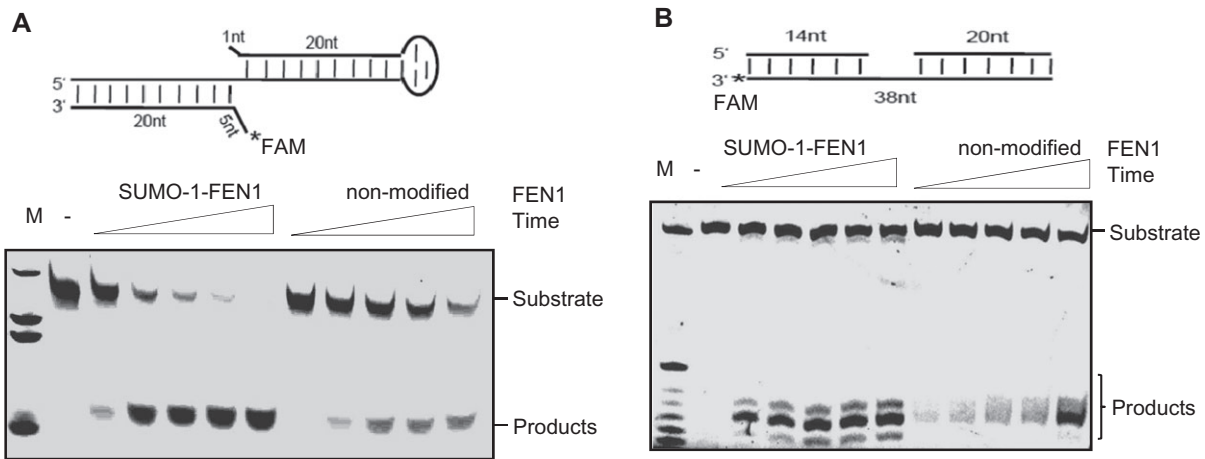 A
1nt
20nt
5'
3'
20nt
5nt
*FAM
SUMO-1-FEN1
non-modified
FEN1
M
-
Time
Substrate
Products
B
14nt
20nt
5'
3'*
FAM
38nt
SUMO-1-FEN1
non-modified
FEN1
M
-
Time
Substrate
Products